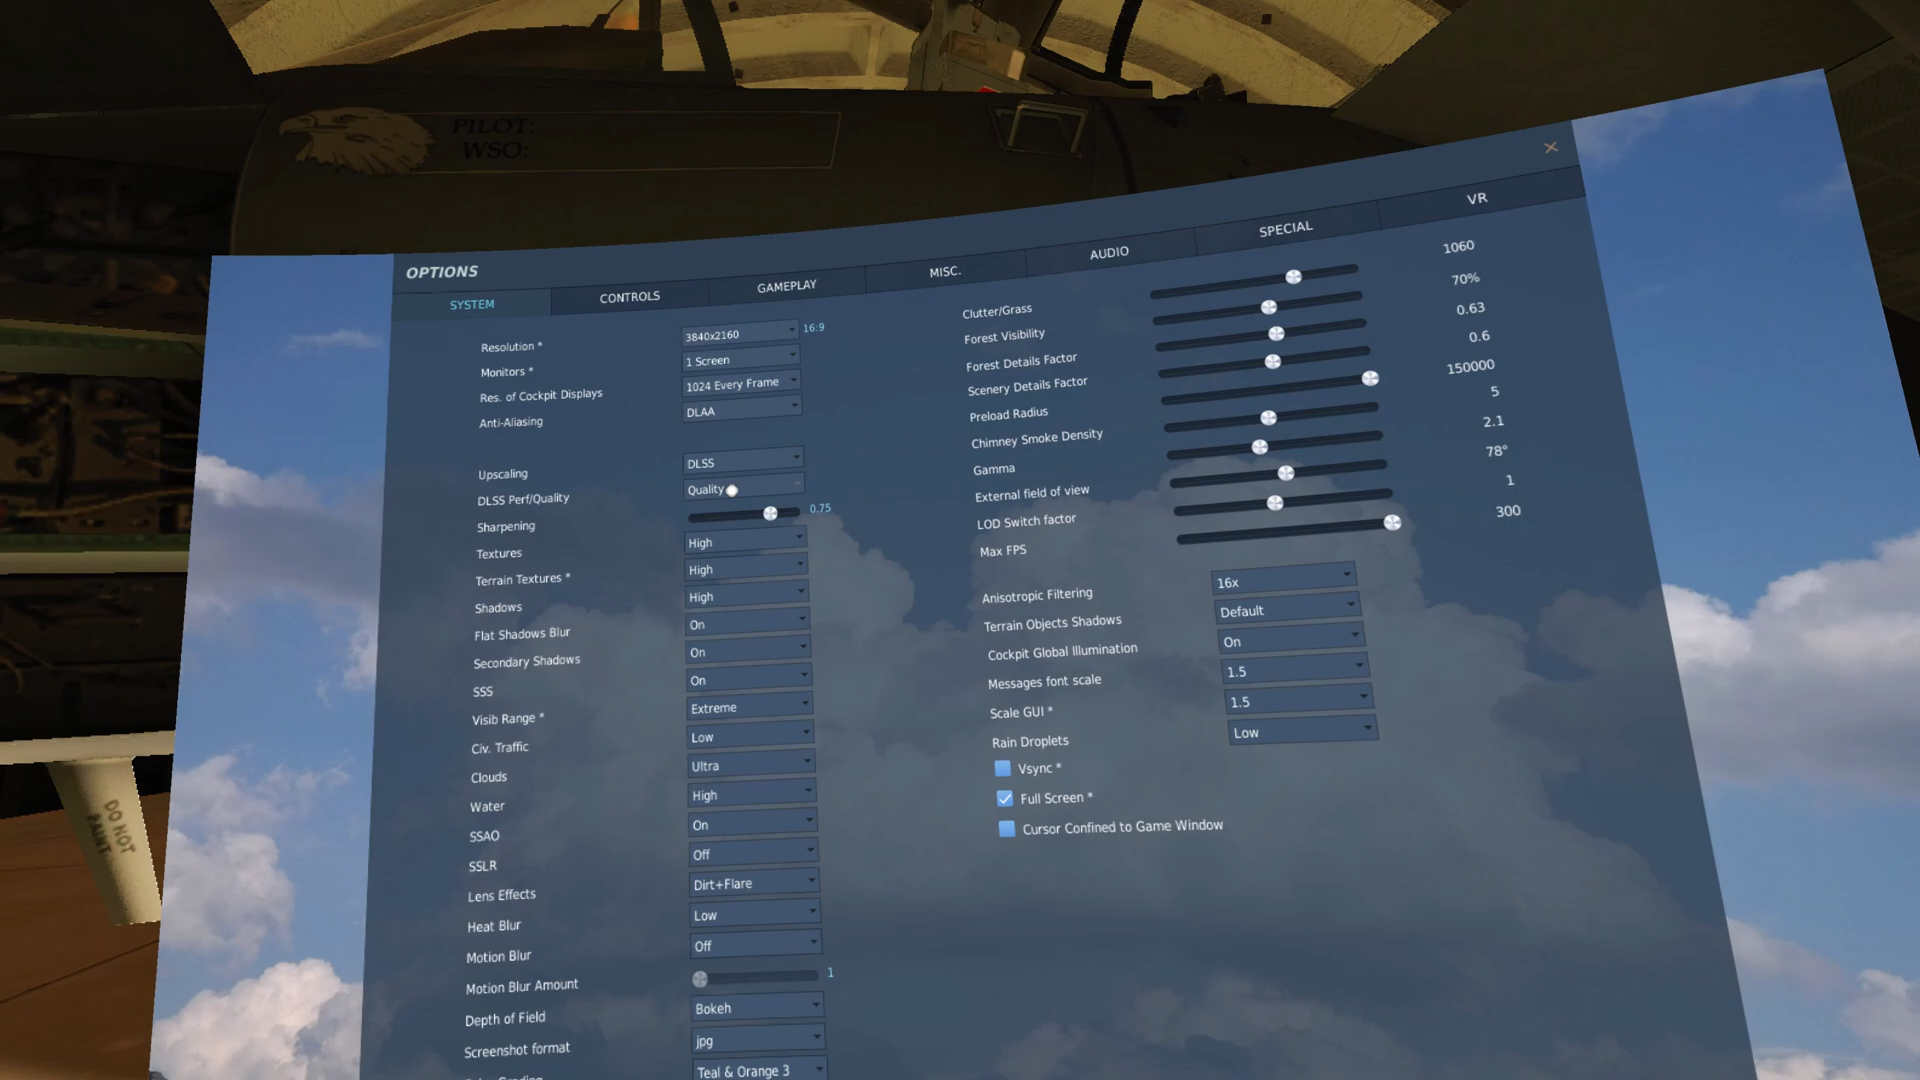 PILOT:
WSO:
OPTIONS
SYSTEM
CONTROLS
GAMEPLAY
MISC.
AUDIO
SPECIAL
VR
Resolution * 3840x2160 16:9
Monitors * 1 Screen
Res. of Cockpit Displays 1024 Every Frame
Anti-Aliasing DLAA
Upscaling DLSS
DLSS Perf/Quality Quality
Sharpening 0.75
Textures High
Terrain Textures * High
Shadows High
Flat Shadows Blur On
Secondary Shadows On
SSS On
Visib Range * Extreme
Civ. Traffic Low
Clouds Ultra
Water High
SSAO On
SSLR Off
Lens Effects Dirt+Flare
Heat Blur Low
Motion Blur Off
Motion Blur Amount 1
Depth of Field Bokeh
Screenshot format jpg
Teal & Orange 3
Clutter/Grass 1060
Forest Visibility 70%
Forest Details Factor 0.63
Scenery Details Factor 0.6
Preload Radius 150000
Chimney Smoke Density 5
Gamma 2.1
External field of view 78°
LOD Switch factor 1
Max FPS 300
Anisotropic Filtering 16x
Terrain Objects Shadows Default
Cockpit Global Illumination On
Messages font scale 1.5
Scale GUI * 1.5
Rain Droplets Low
Vsync *
Full Screen *
Cursor Confined to Game Window
DO NOT
PAINT